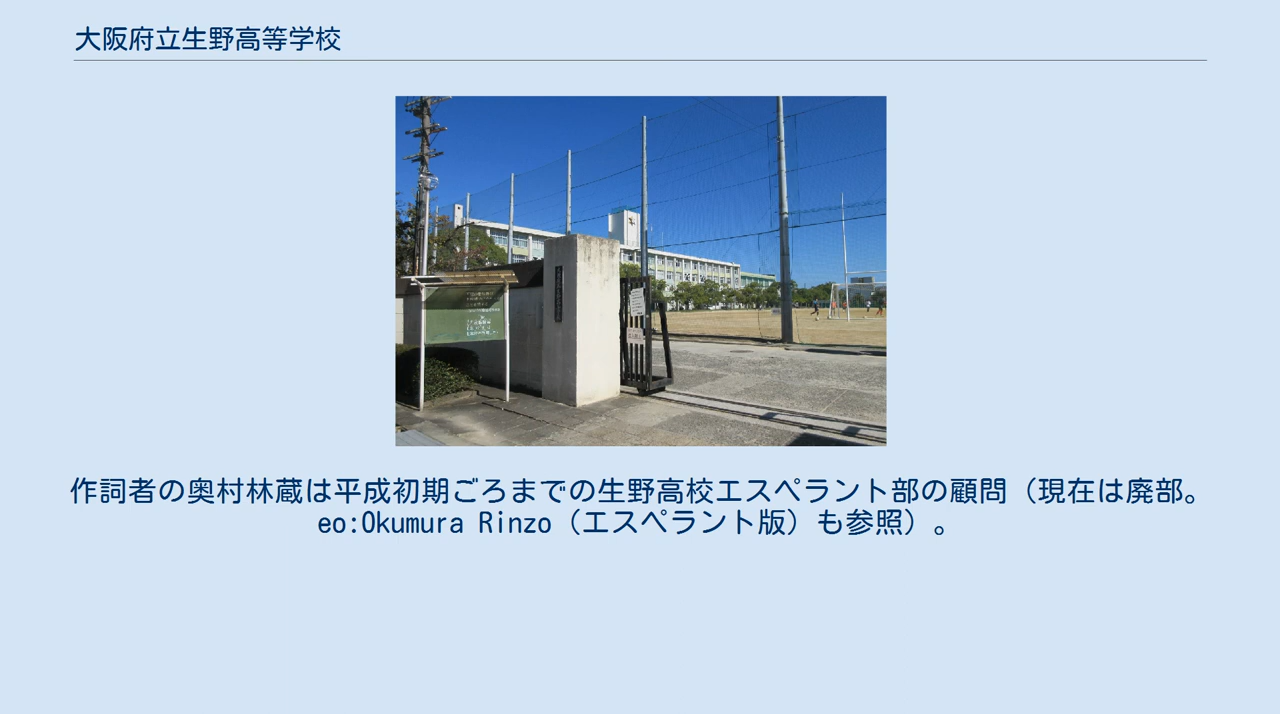 大阪府立生野高等学校
作詞者の奥村林蔵は平成初期ごろまでの生野高校エスペラント部の顧問（現在は廃部。
eo:Okumura Rinzo（エスペラント版）も参照）。